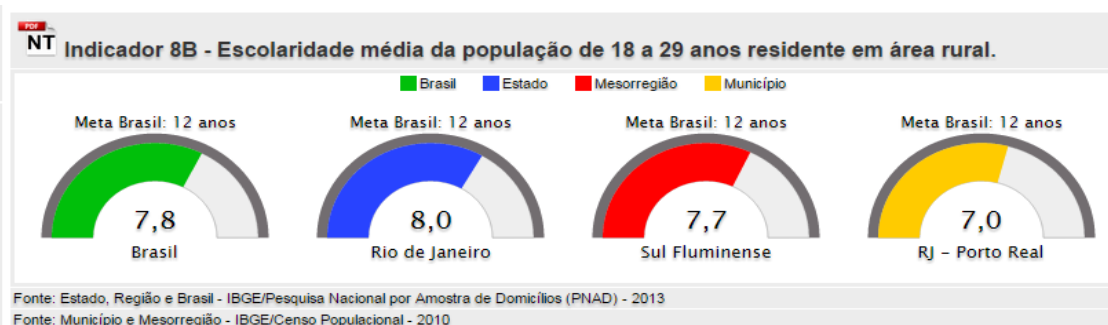 PDF
NT Indicador 8B - Escolaridade média da população de 18 a 29 anos residente em área rural.
Brasil Estado Mesorregião Município
Meta Brasil: 12 anos Meta Brasil: 12 anos Meta Brasil: 12 anos Meta Brasil: 12 anos
7,8 8,0 7,7 7,0
Brasil Rio de Janeiro Sul Fluminense RJ - Porto Real
Fonte: Estado, Região e Brasil - IBGE/Pesquisa Nacional por Amostra de Domicílios (PNAD) - 2013
Fonte: Município e Mesorregião - IBGE/Censo Populacional - 2010